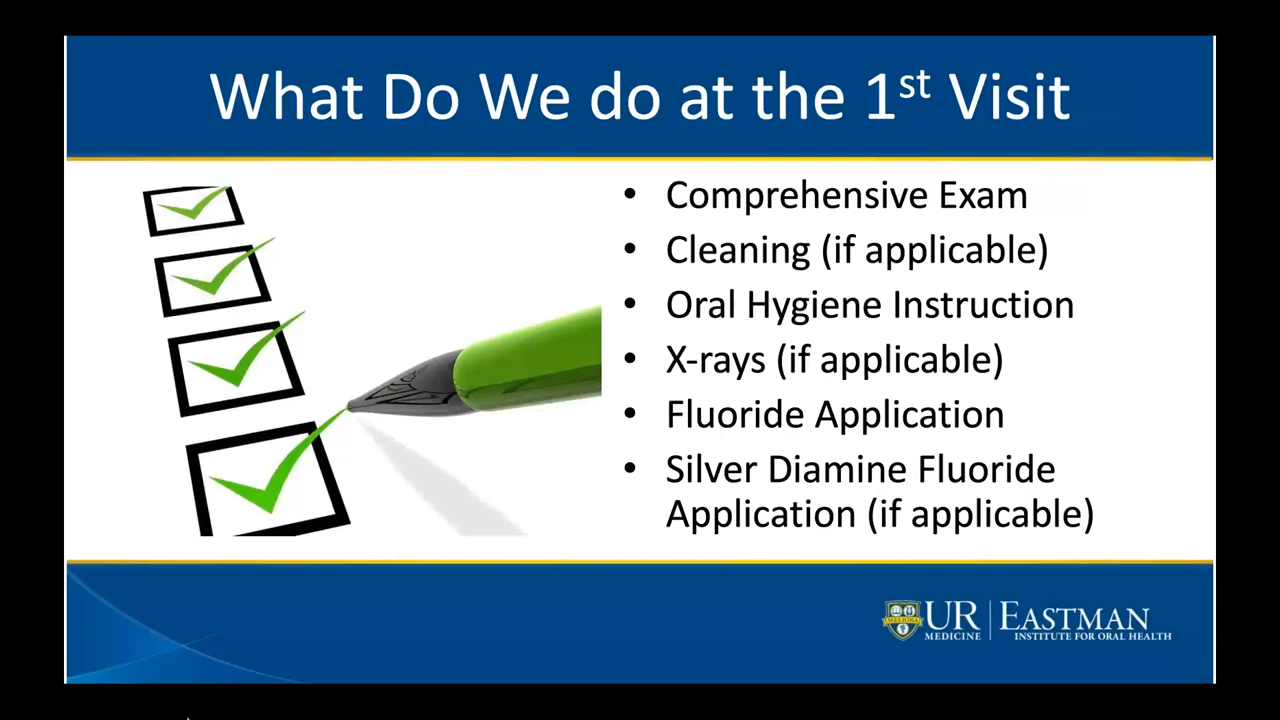 What Do We do at the 1st Visit
• Comprehensive Exam
• Cleaning (if applicable)
• Oral Hygiene Instruction
• X-rays (if applicable)
• Fluoride Application
• Silver Diamine Fluoride
Application (if applicable)
MELIORA
UR
MEDICINE
EASTMAN
INSTITUTE FOR ORAL HEALTH